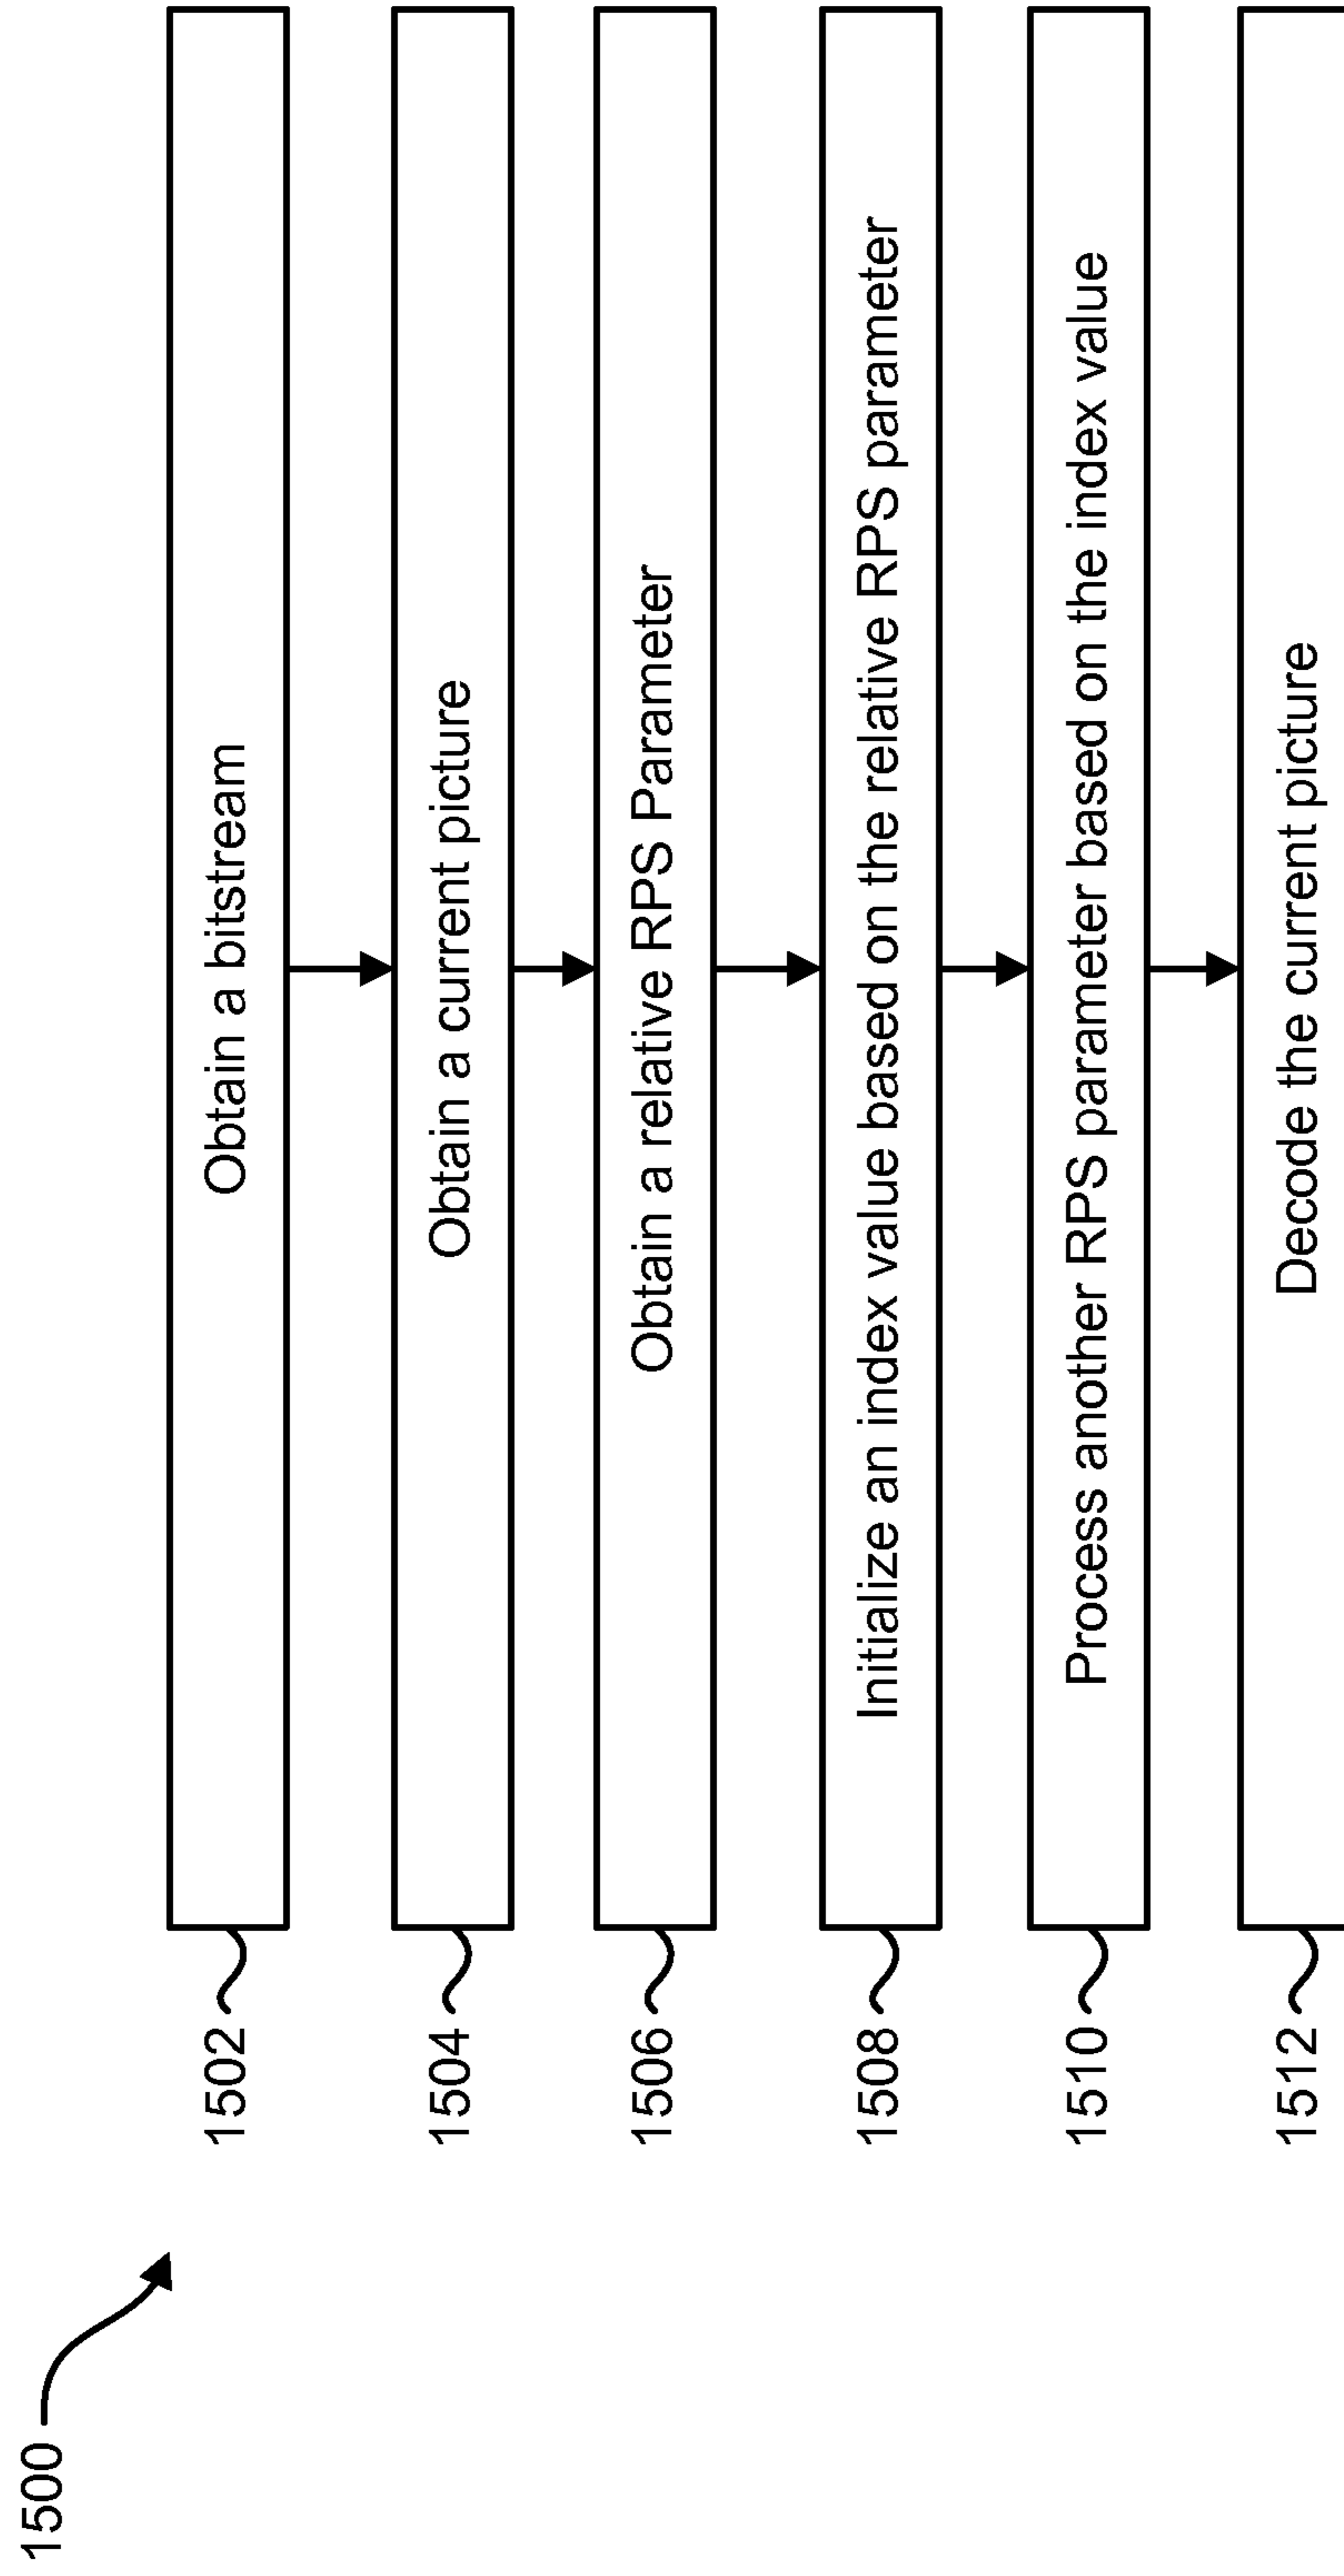 1500
1502
Obtain a bitstream
1504
Obtain a current picture
1506
Obtain a relative RPS Parameter
1508
Initialize an index value based on the relative RPS parameter
1510
Process another RPS parameter based on the index value
1512
Decode the current picture